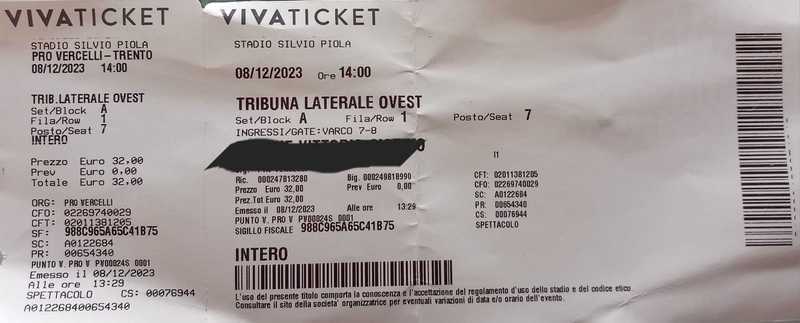 VIVATICKET
STADIO SILVIO PIOLA
PRO VERCELLI-TRENTO
08/12/2023 14:00
TRIB.LATERALE OVEST
Set/Block A
Fila/Row 1
Posto/Seat 7
INTERO
Prezzo Euro 32,00
Prev Euro 0,00
Totale Euro 32,00
ORG: PRO VERCELLI
CFO: 02269740029
CFT: 02011381205
SF: 988C965A65C41B75
SC: A0122684
PR: 00654340
PUNTO V. PRO V PV00024S 0001
Emesso il 08/12/2023
Alle ore : 13:29
SPETTACOLO CS: 00076944
A012268400654340
VIVATICKET
STADIO SILVIO PIOLA
08/12/2023 Ore 14:00
TRIBUNA LATERALE OVEST
Set/Block A Fila/Row 1 Posto/Seat 7
INGRESSI/GATE:VARCO 7-8
Ric. 000247813280 Big. 000249818990
Prezzo Euro 32,00 Prev Euro 0,00
Prez.Tot Euro 32,00
Emesso il 08/12/2023 Alle ore 13:29
PUNTO V. PRO V PV00024S 0001
SIGILLO FISCALE 988C965A65C41B75
INTERO
I1
CFT: 02011381205
CFO: 02269740029
SC: A0122684
PR: 00654340
CS: 00076944
SPETTACOLO
L'uso del presente titolo comporta la conoscenza e l'accettazione del regolamento d'uso dello stadio e del codice etico.
Consultare il sito della societa' organizzatrice per eventuali variazioni di data e/o orario dell'evento.